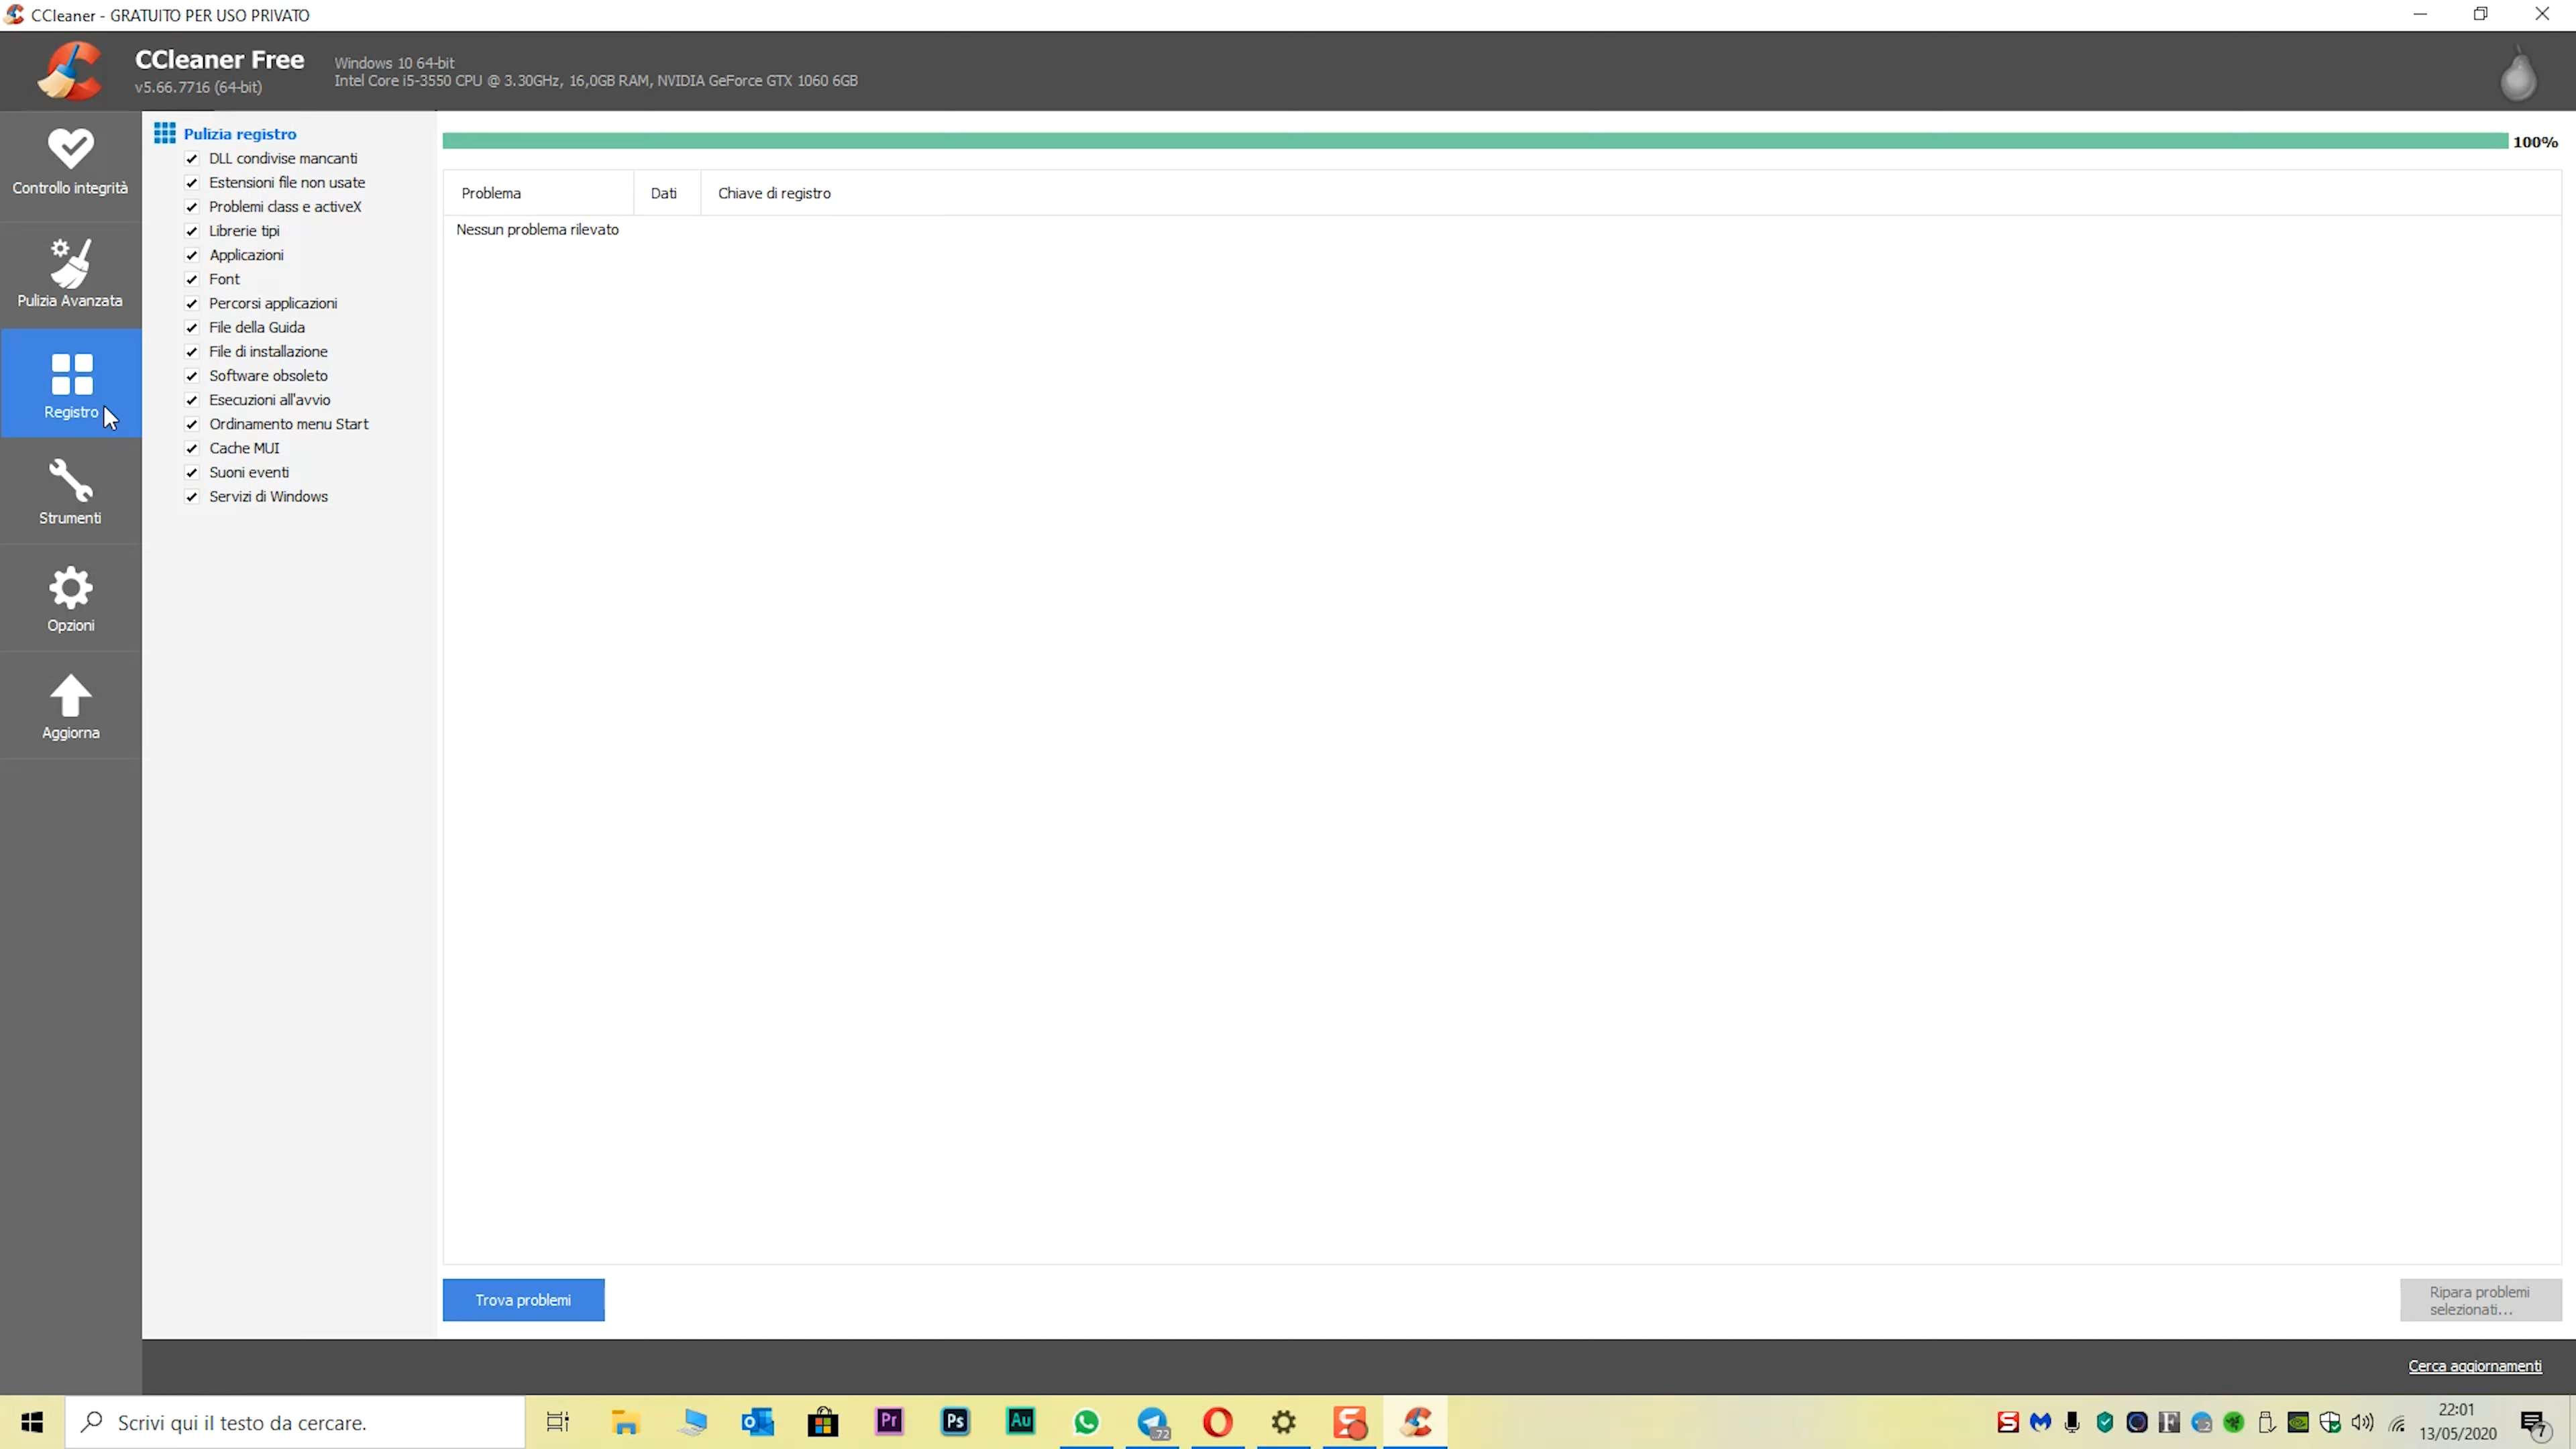 CCleaner - GRATUITO PER USO PRIVATO
CCleaner Free
v5.66.7716 (64-bit)
Windows 10 64-bit
Intel Core i5-3550 CPU @ 3.30GHz, 16,0GB RAM, NVIDIA GeForce GTX 1060 6GB
Controllo integrità
Pulizia Avanzata
Registro
Strumenti
Opzioni
Aggiorna
Pulizia registro
DLL condivise mancanti
Estensioni file non usate
Problemi class e activeX
Librerie tipi
Applicazioni
Font
Percorsi applicazioni
File della Guida
File di installazione
Software obsoleto
Esecuzioni all'avvio
Ordinamento menu Start
Cache MUI
Suoni eventi
Servizi di Windows
100%
Problema Dati Chiave di registro
Nessun problema rilevato
Trova problemi
Ripara problemi
selezionati...
Cerca aggiornamenti
Scrivi qui il testo da cercare.
Pr
Ps
Au
72
22:01
13/05/2020
7